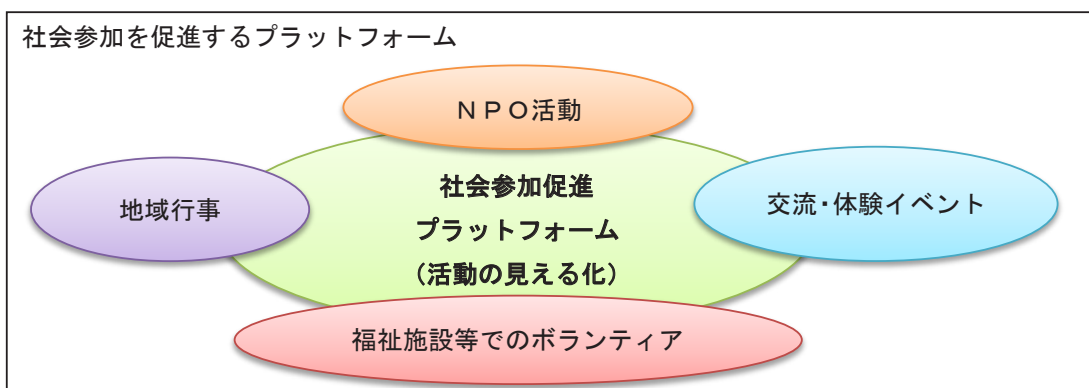 社会参加を促進するプラットフォーム
ＮＰＯ活動
社会参加促進
プラットフォーム
（活動の見える化）
地域行事
交流・体験イベント
福祉施設等でのボランティア